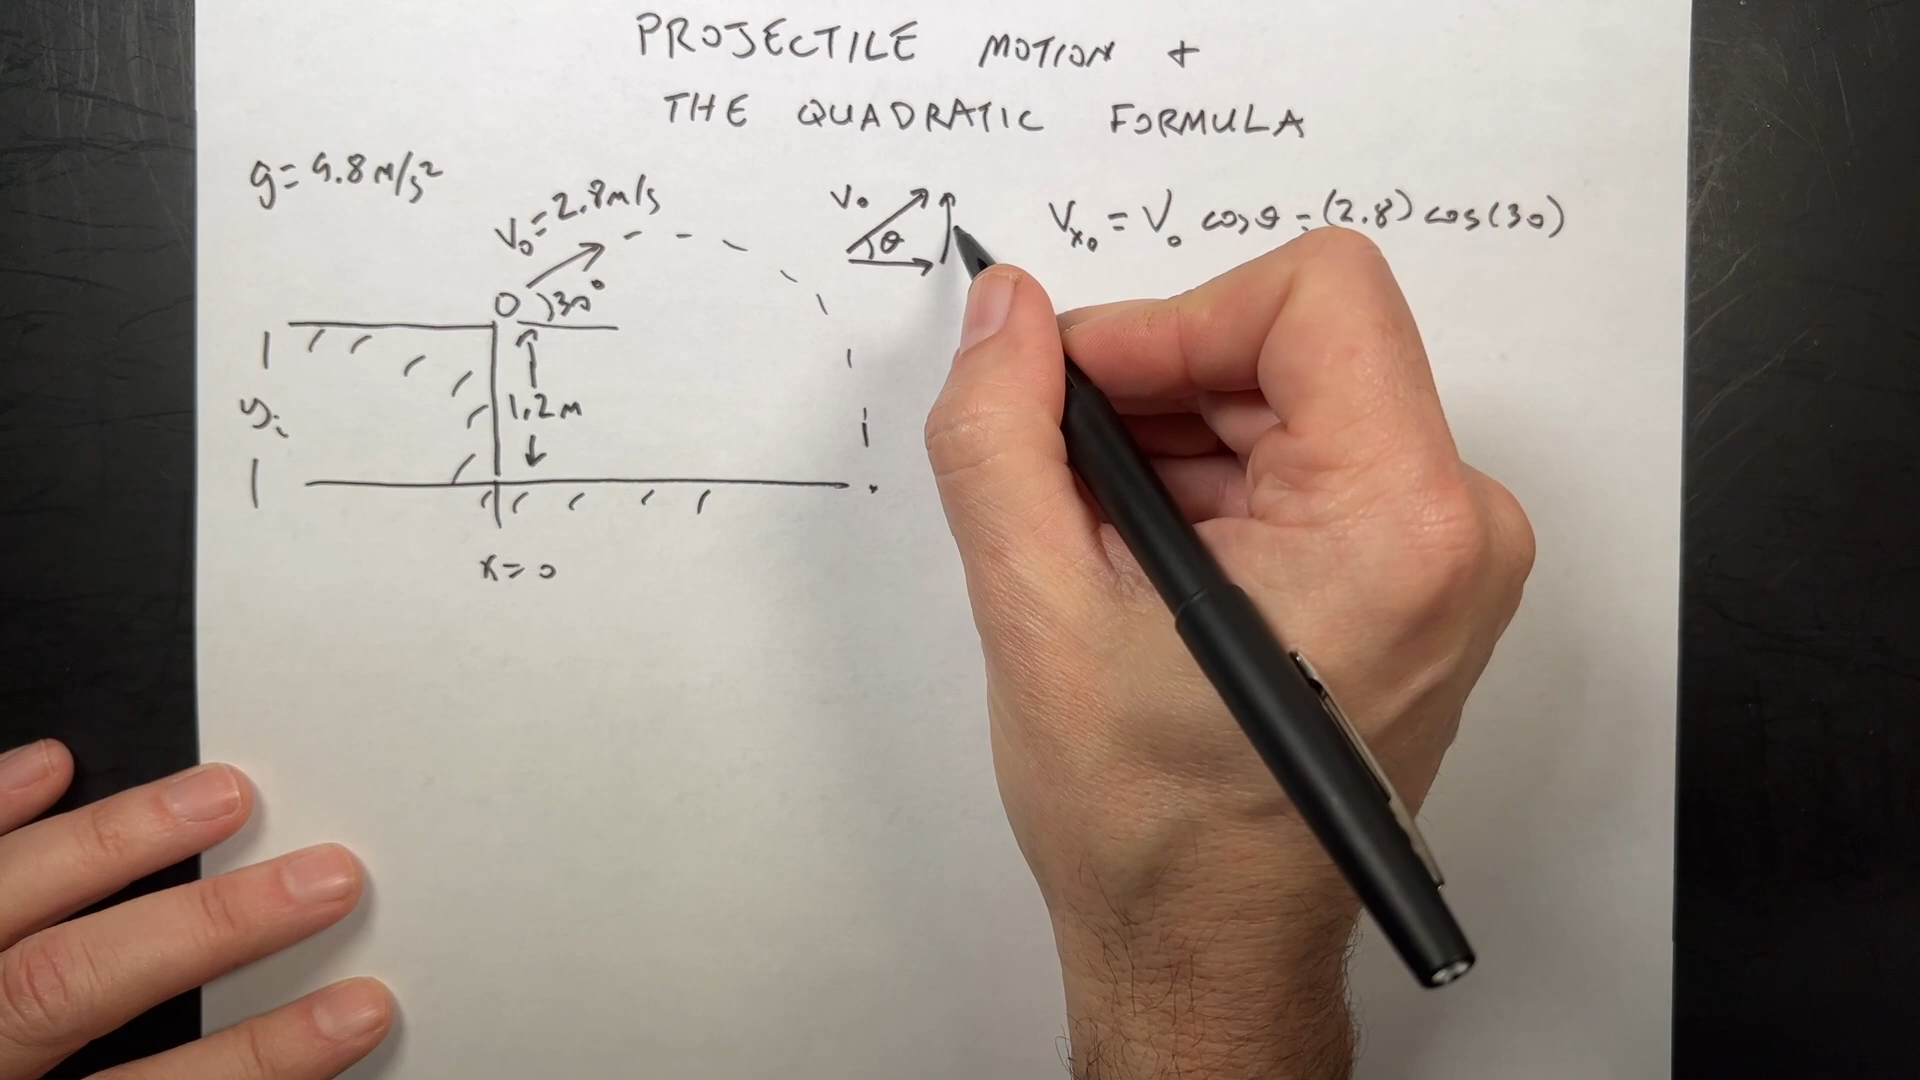 PROJECTILE MOTION +
THE QUADRATIC FORMULA
g = 9.8 m/s²
V₀ = 2.8 m/s
30°
1.2 m
yᵢ
x = 0
V₀
θ
Vₓ₀ = V₀ cos θ = (2.8) cos(30)